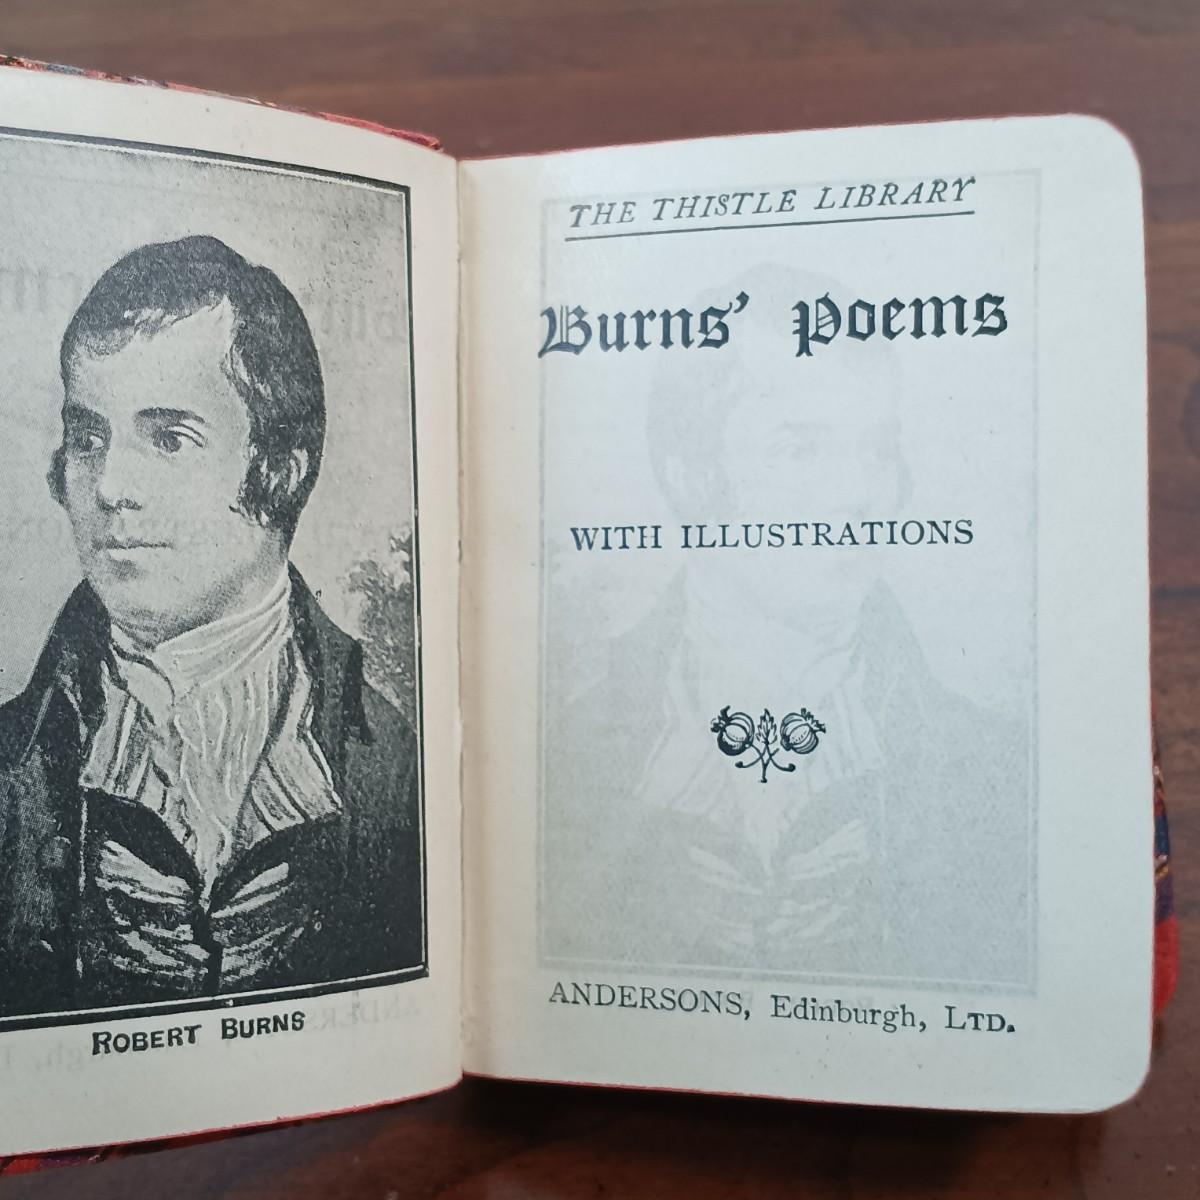 ROBERT BURNS
THE THISTLE LIBRARY
Burns' Poems
WITH ILLUSTRATIONS
ANDERSONS, Edinburgh, LTD.